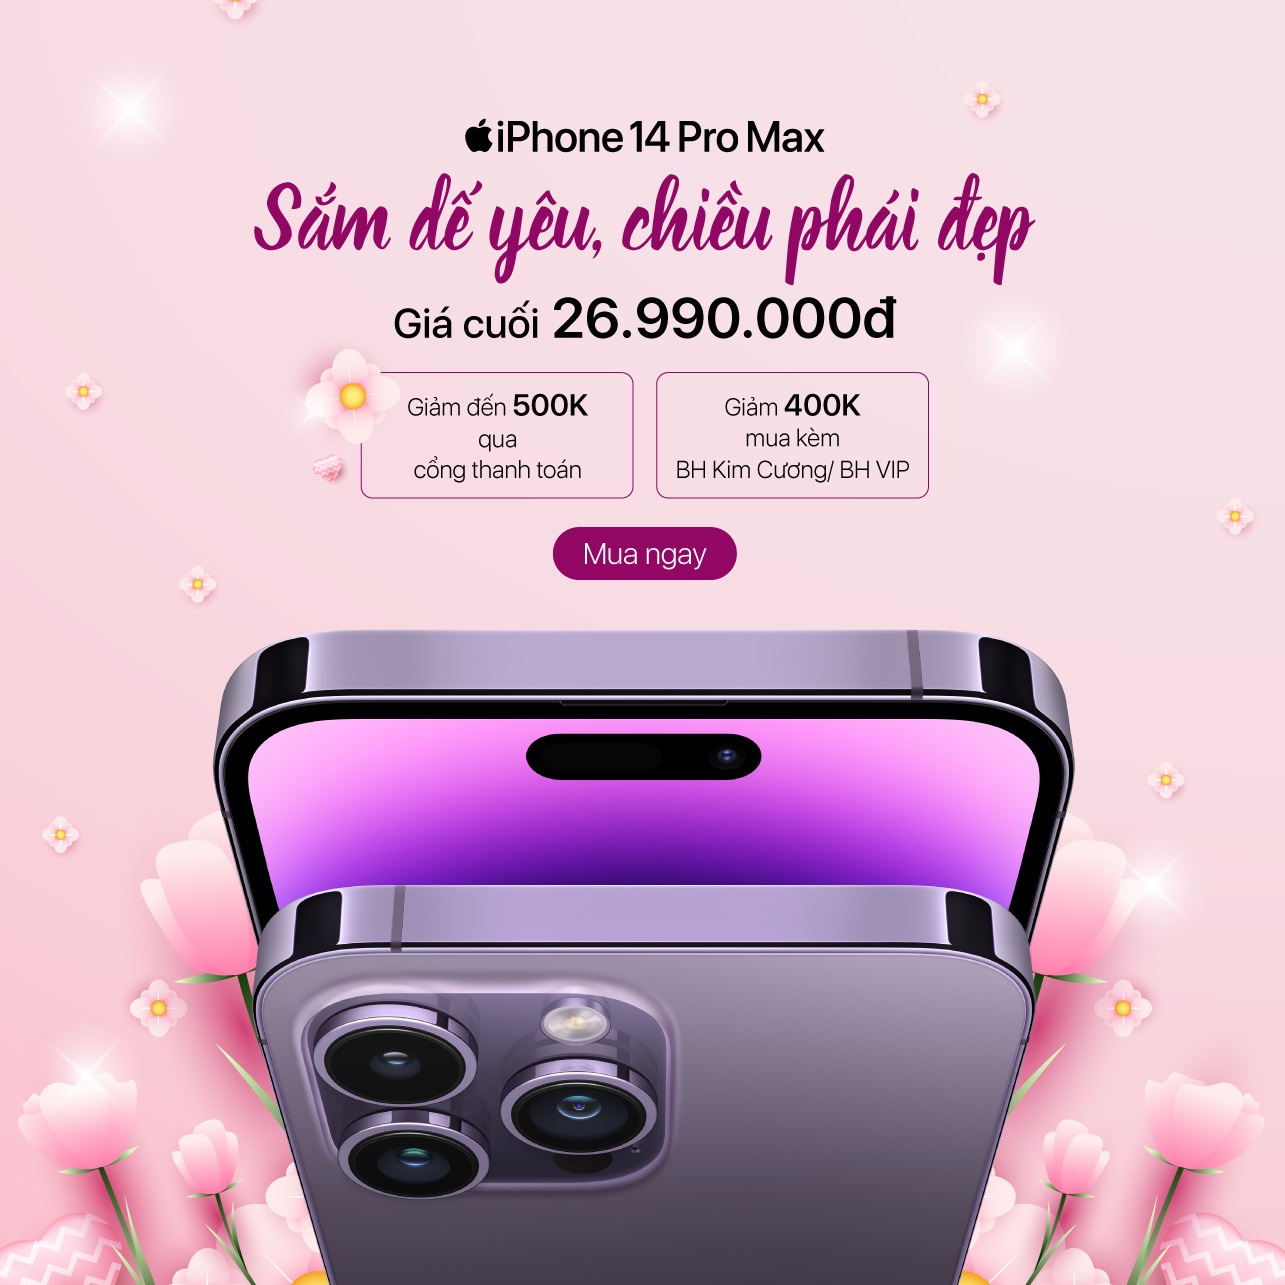 iPhone 14 Pro Max
Sắm dế yêu, chiều phái đẹp
Giá cuối 26.990.000đ
Giảm đến 500K
qua
cổng thanh toán
Giảm 400K
mua kèm
BH Kim Cương/ BH VIP
Mua ngay